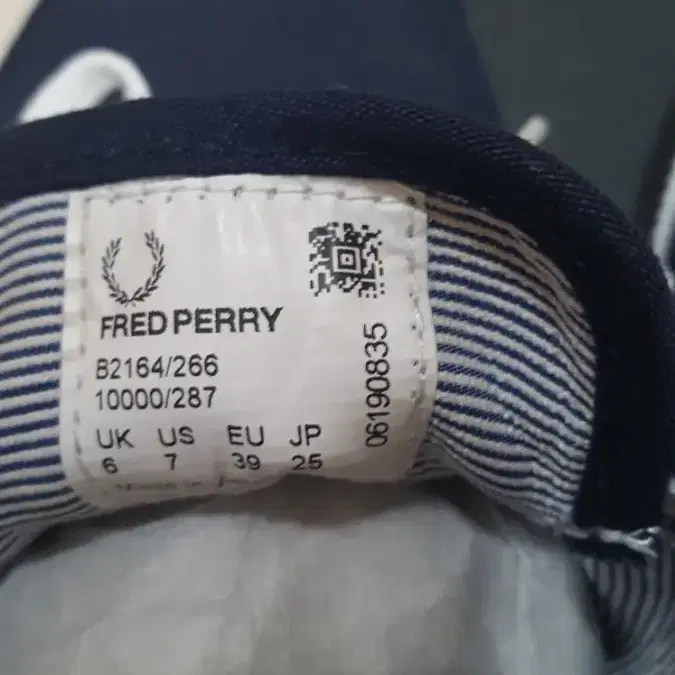 FRED PERRY
B2164/266
10000/287
UK US EU JP
6 7 39 25
06190835